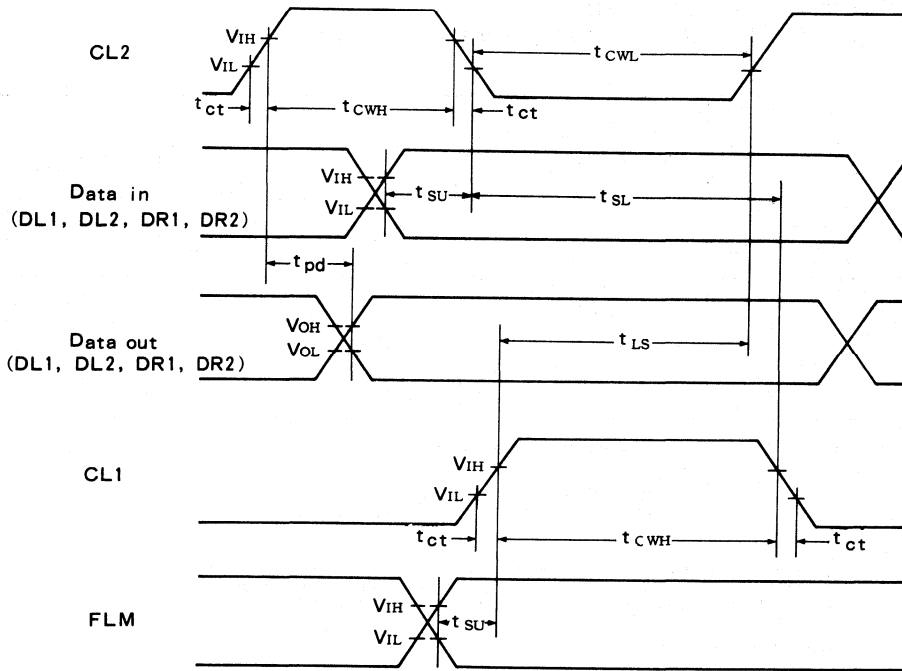 CL2
VIH
VIL
tCWL
tct
tCWH
tct
Data in
(DL1, DL2, DR1, DR2)
VIH
VIL
tSU
tSL
tpd
Data out
(DL1, DL2, DR1, DR2)
VOH
VOL
tLS
CL1
VIH
VIL
tct
tCWH
tct
FLM
VIH
VIL
tSU